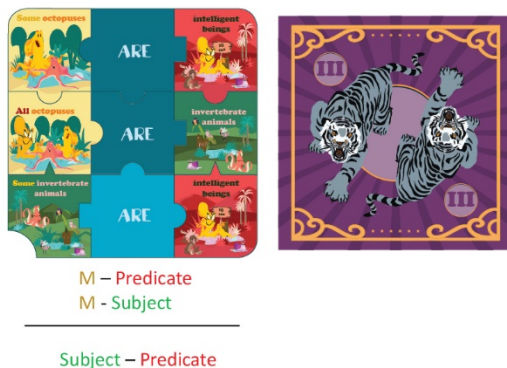 Some octopuses
ARE
intelligent
beings
All octopuses
ARE
invertebrate
animals
Some invertebrate
animals
ARE
intelligent
beings
III
III
M – Predicate
M - Subject
Subject – Predicate